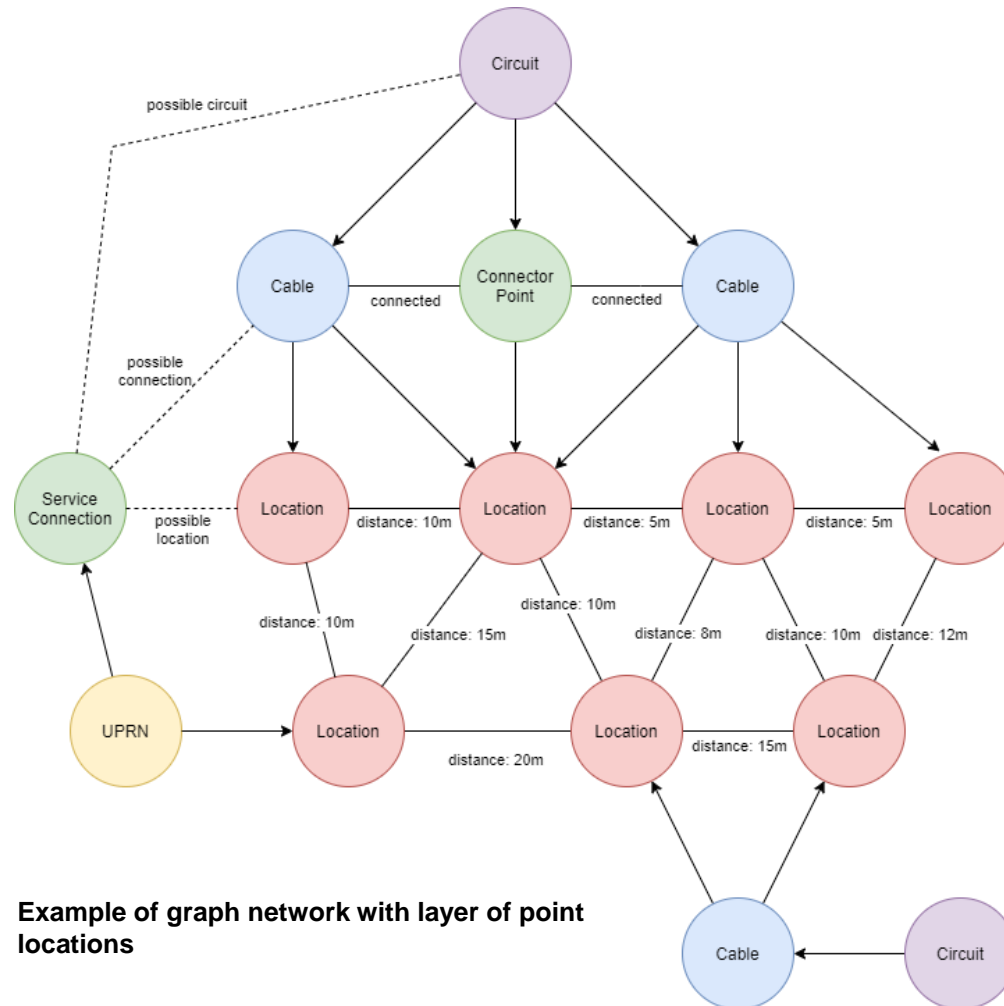 Circuit
possible circuit
Cable
connected
Connector
Point
connected
Cable
possible
connection
Service
Connection
possible
location
Location
distance: 10m
Location
distance: 5m
Location
distance: 5m
Location
distance: 10m
distance: 15m
distance: 10m
distance: 8m
distance: 10m
distance: 12m
UPRN
Location
distance: 20m
Location
distance: 15m
Location
Example of graph network with layer of point
locations
Cable
Circuit